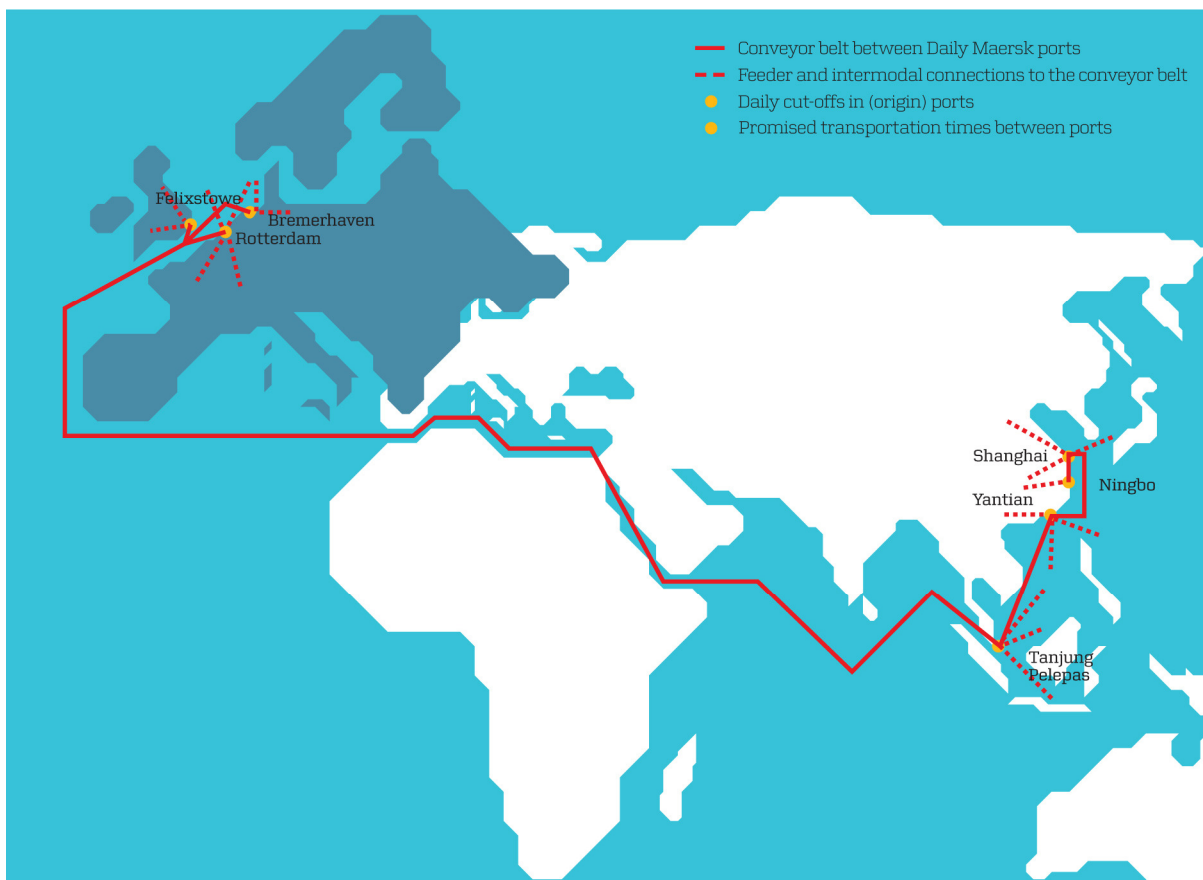 Conveyor belt between Daily Maersk ports
Feeder and intermodal connections to the conveyor belt
Daily cut-offs in (origin) ports
Promised transportation times between ports
Felixstowe
Bremerhaven
Rotterdam
Shanghai
Ningbo
Yantian
Tanjung
Pelepas